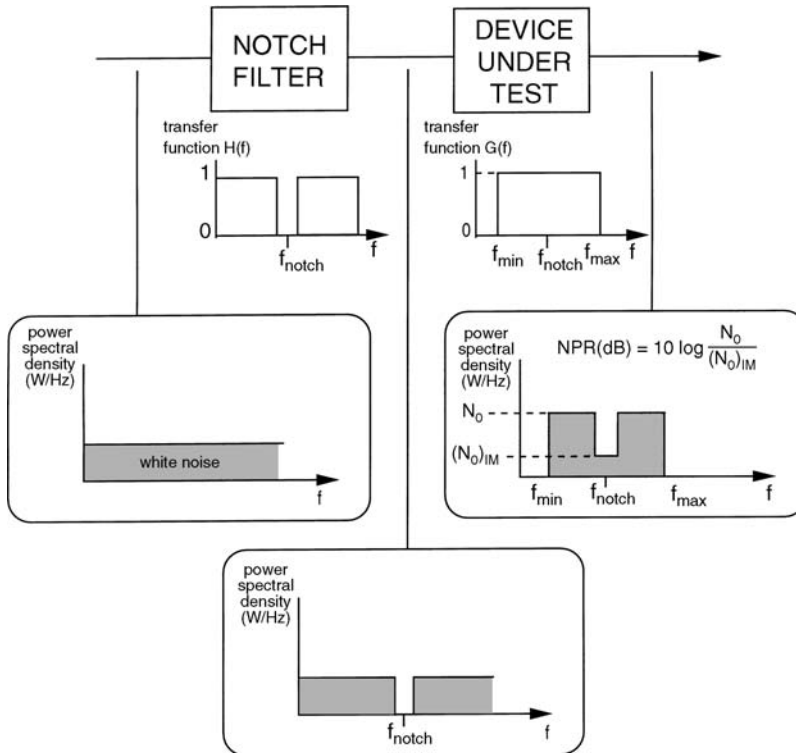 NOTCH
FILTER
DEVICE
UNDER
TEST
transfer
function H(f)
1
0
f_notch
f
transfer
function G(f)
1
0
f_min
f_notch
f_max
f
power
spectral
density
(W/Hz)
white noise
f
power
spectral
density
(W/Hz)
NPR(dB) = 10 log N_0/(N_0)_IM
N_0
(N_0)_IM
f_min
f_notch
f_max
f
power
spectral
density
(W/Hz)
f_notch